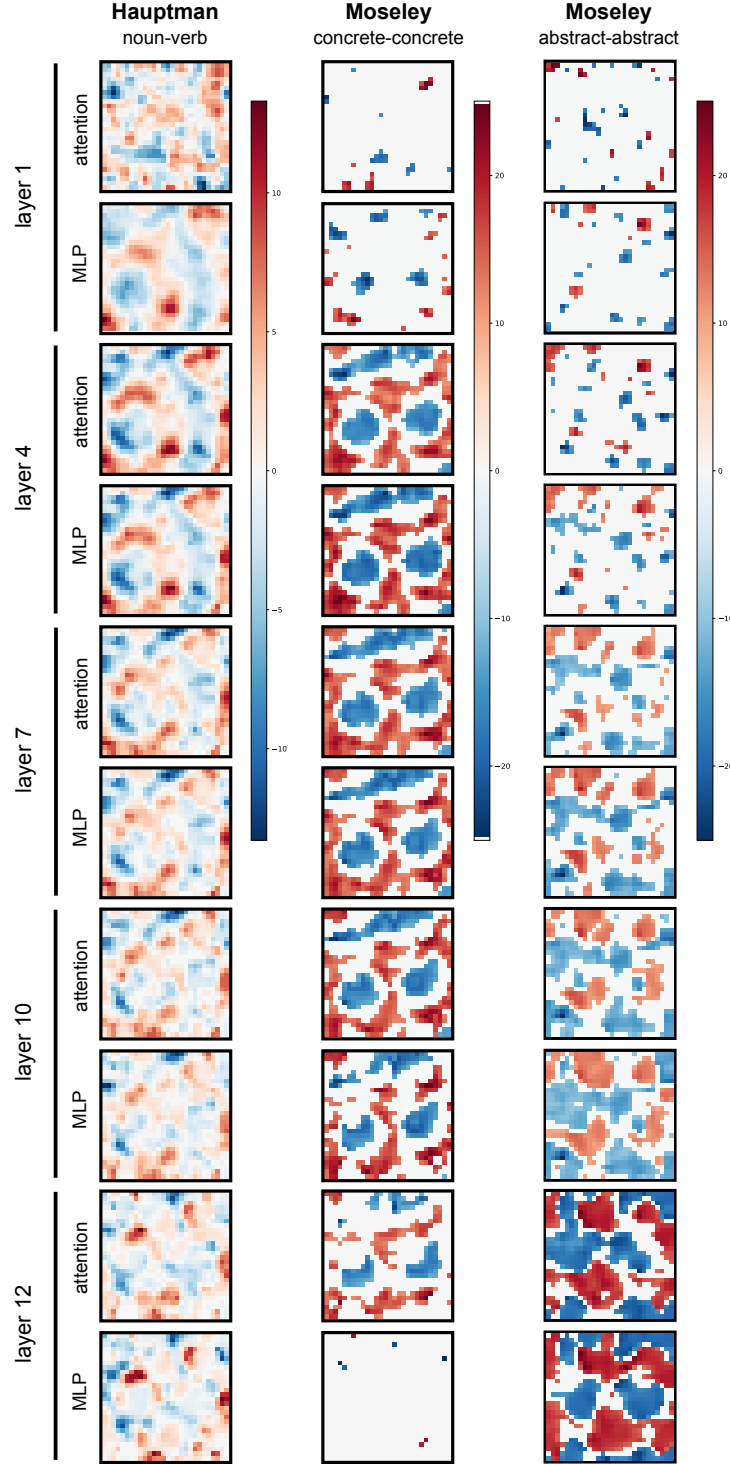 Hauptman
noun-verb
Moseley
concrete-concrete
Moseley
abstract-abstract
layer 1
attention
MLP
layer 4
attention
MLP
layer 7
attention
MLP
layer 10
attention
MLP
layer 12
attention
MLP
10
5
0
−5
−10
20
10
0
−10
−20
20
10
0
−10
−20